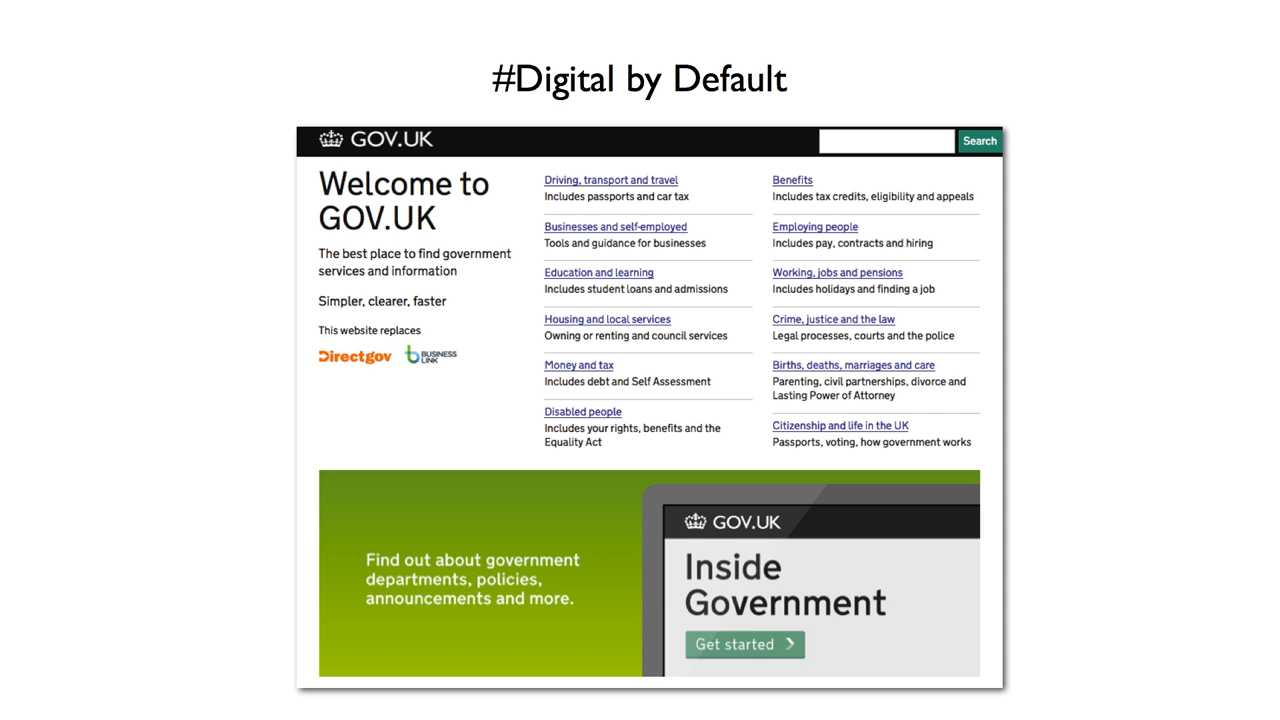 #Digital by Default
GOV.UK
Search
Welcome to
GOV.UK
The best place to find government
services and information
Simpler, clearer, faster
This website replaces
Directgov
BUSINESS
LINK
Driving, transport and travel
Includes passports and car tax
Businesses and self-employed
Tools and guidance for businesses
Education and learning
Includes student loans and admissions
Housing and local services
Owning or renting and council services
Money and tax
Includes debt and Self Assessment
Disabled people
Includes your rights, benefits and the
Equality Act
Benefits
Includes tax credits, eligibility and appeals
Employing people
Includes pay, contracts and hiring
Working, jobs and pensions
Includes holidays and finding a job
Crime, justice and the law
Legal processes, courts and the police
Births, deaths, marriages and care
Parenting, civil partnerships, divorce and
Lasting Power of Attorney
Citizenship and life in the UK
Passports, voting, how government works
Find out about government
departments, policies,
announcements and more.
GOV.UK
Inside
Government
Get started